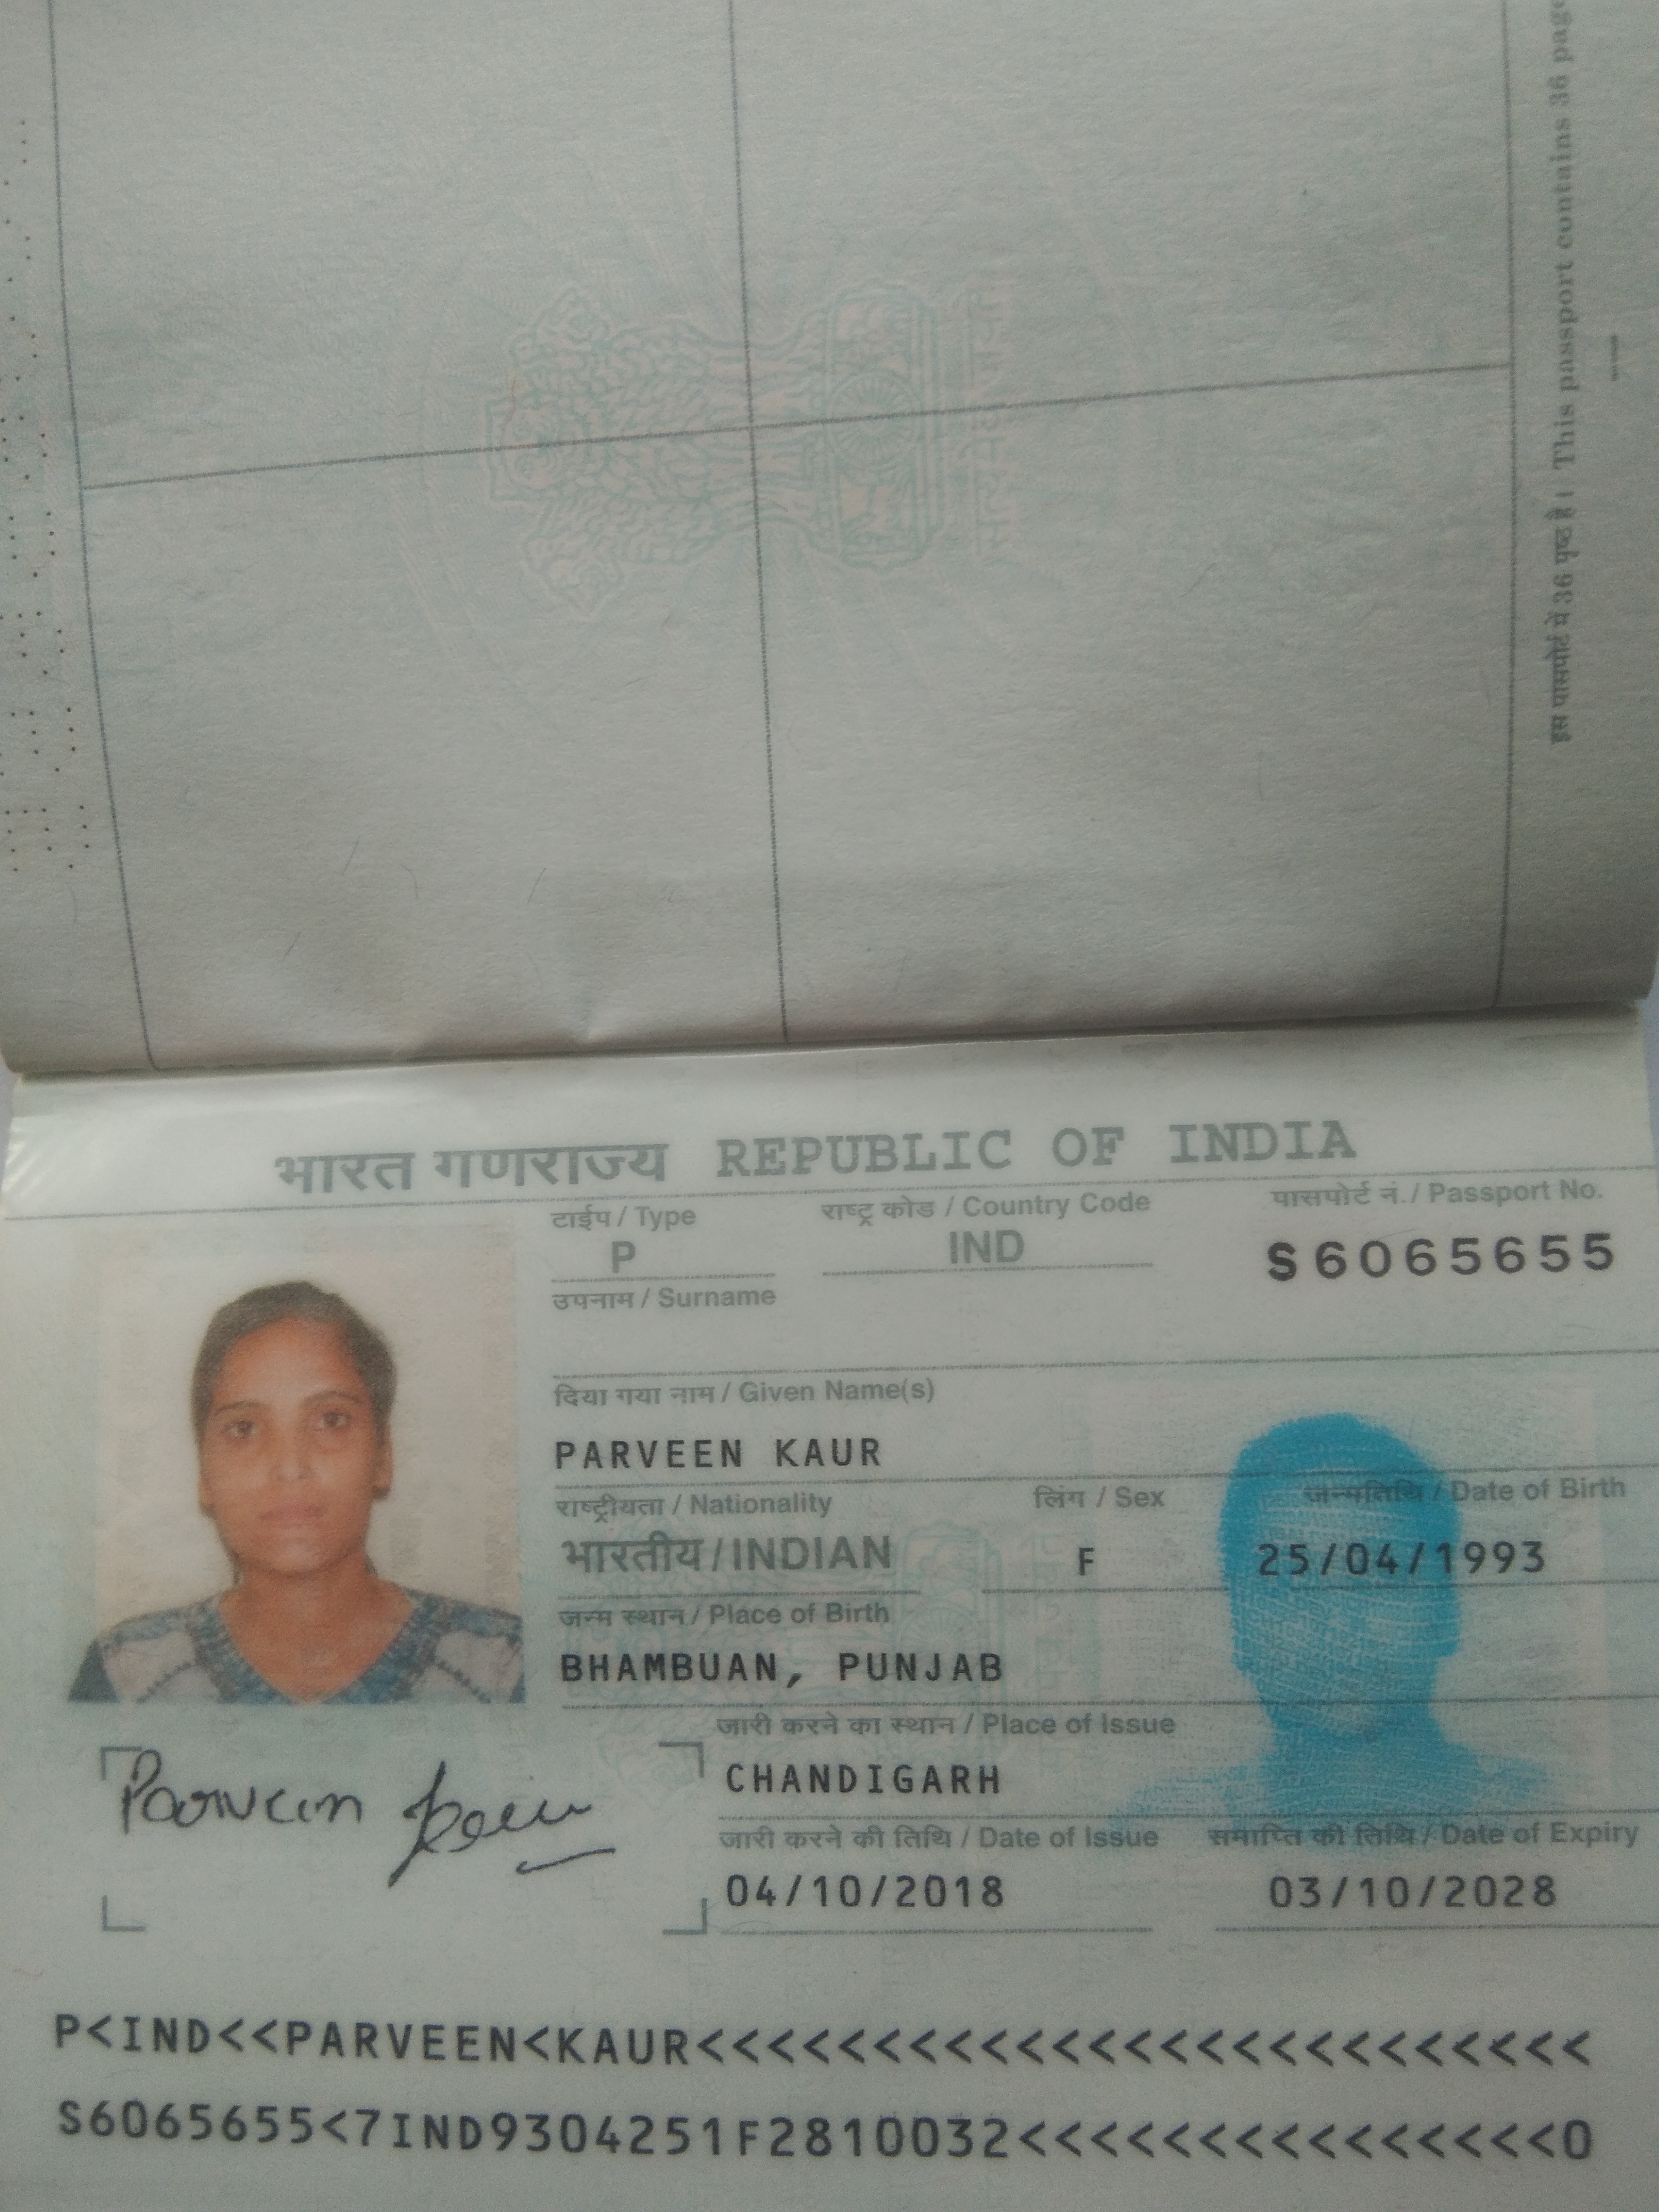 इस पासपोर्ट में 36 पृष्ठ है। This passport contains 36
भारत गणराज्य REPUBLIC OF INDIA
टाईप / Type राष्ट्र कोड / Country Code पासपोर्ट नं. / Passport No.
P IND S6065655
उपनाम / Surname
दिया गया नाम / Given Name(s)
PARVEEN KAUR
राष्ट्रीयता / Nationality लिंग / Sex जन्मतिथि / Date of Birth
भारतीय / INDIAN F 25/04/1993
जन्म स्थान / Place of Birth
BHAMBUAN, PUNJAB
जारी करने का स्थान / Place of Issue
CHANDIGARH
जारी करने की तिथि / Date of Issue समाप्ति की तिथि / Date of Expiry
04/10/2018 03/10/2028
P<IND<<PARVEEN<KAUR<<<<<<<<<<<<<<<<<<<<<<<<<
S6065655<7IND9304251F2810032<<<<<<<<<<<<<<<0